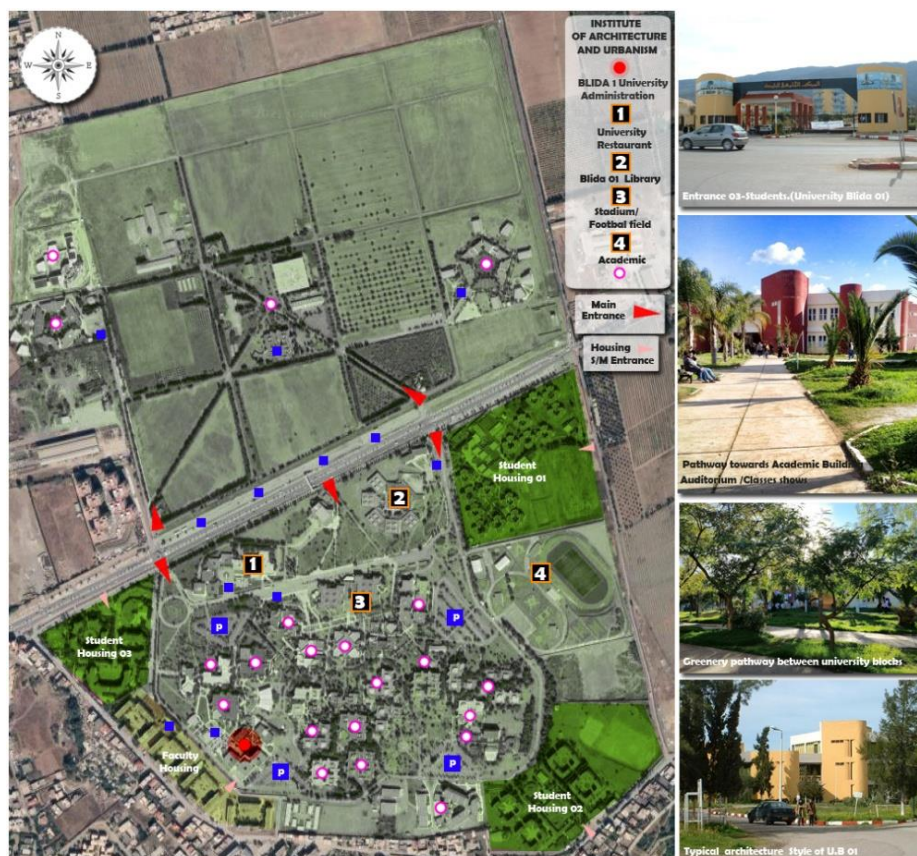 N
W
E
S
INSTITUTE
OF ARCHITECTURE
AND URBANISM
BLIDA 1 University
Administration
1
University
Restaurant
2
Blida 01 Library
3
Stadium/
Footbal field
4
Academic
Main
Entrance
Housing
S/M Entrance
Student
Housing 01
2
1
4
3
P
P
Student
Housing 03
Faculty
Housing
P
P
Student
Housing 02
Entrance 03-Students.(University Blida 01)
Pathway towards Academic Building
Auditorium /Classes shows
Greenery pathway between university blocks
Typical architecture Style of U.B 01